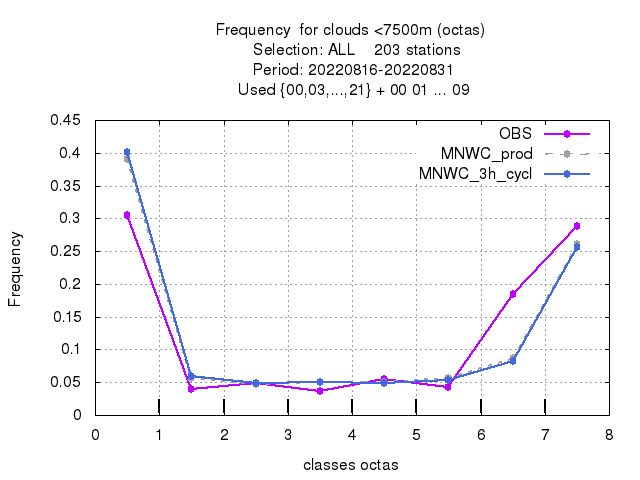 Frequency  for clouds <7500m (octas)
Selection: ALL    203 stations
Period: 20220816-20220831
Used {00,03,...,21} + 00 01 ... 09
OBS
MNWC_prod
MNWC_3h_cycl
0.45
0.4
0.35
0.3
0.25
0.2
0.15
0.1
0.05
0
Frequency
0 1 2 3 4 5 6 7 8
classes octas